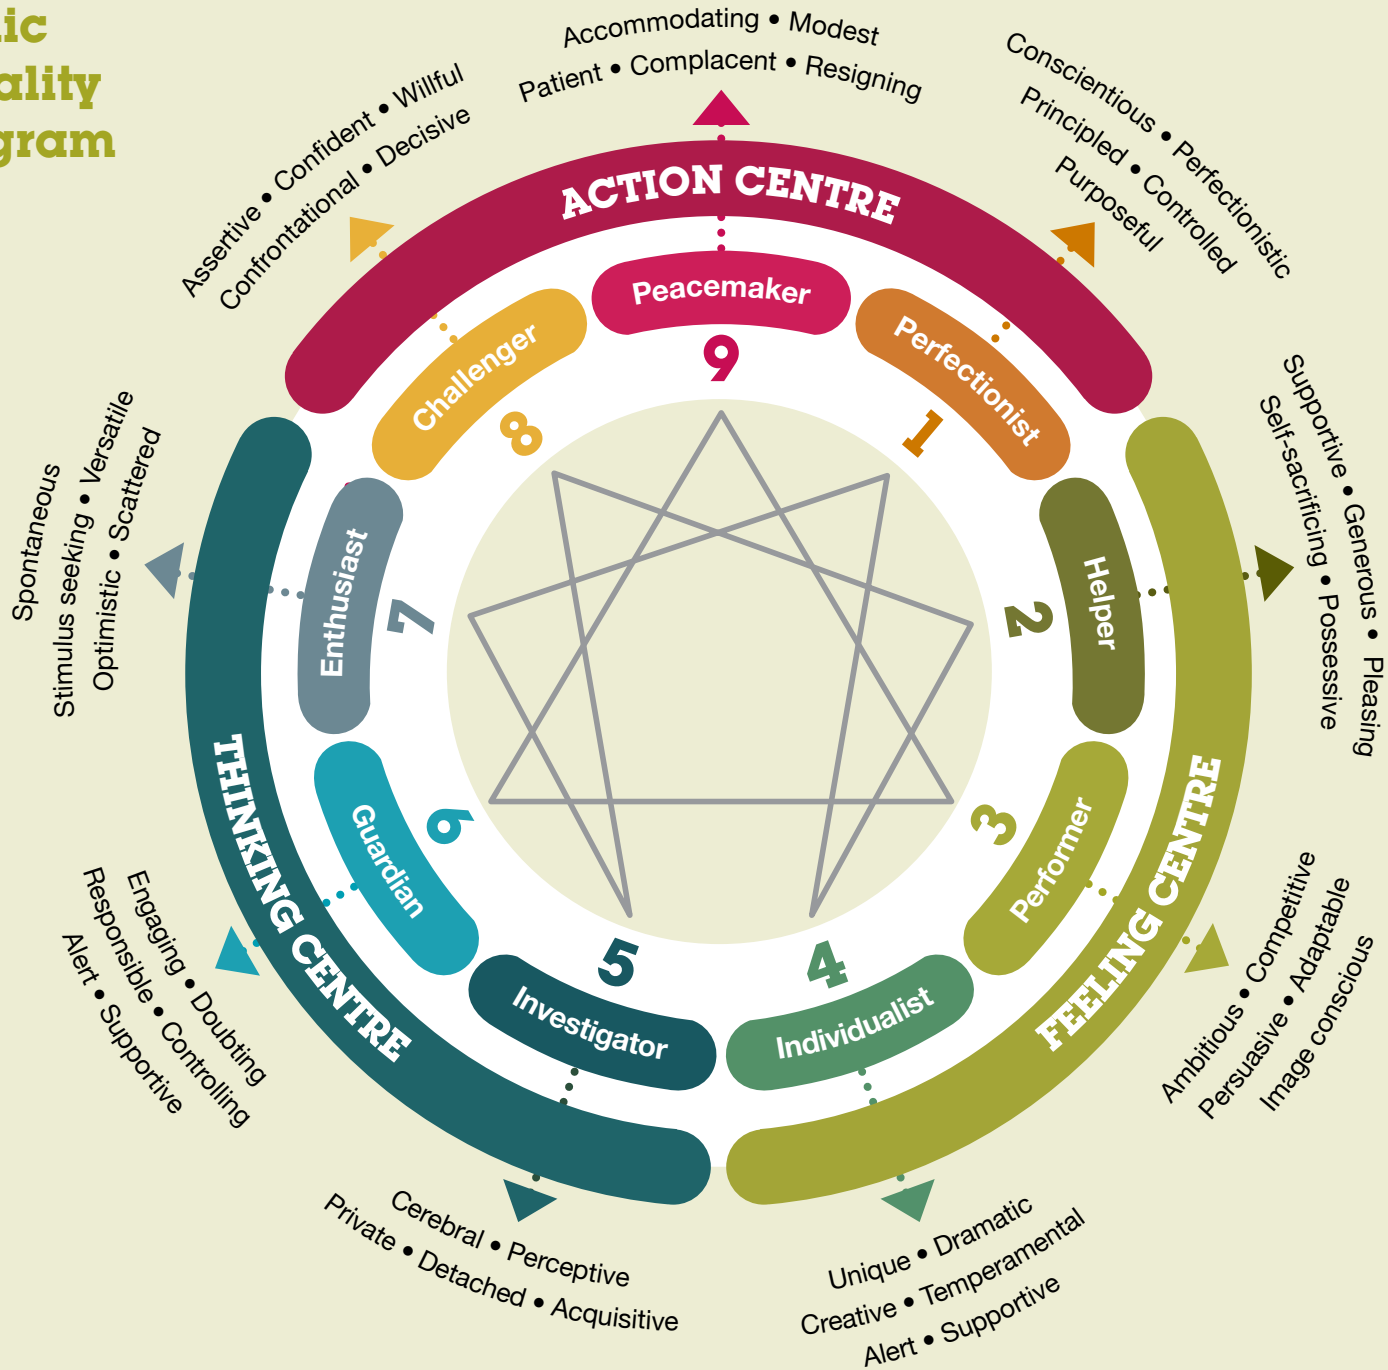 ic
ality
gram
Accommodating • Modest
Patient • Complacent • Resigning
Conscientious • Perfectionistic
Principled • Controlled
Purposeful
Assertive • Confident • Willful
Confrontational • Decisive
ACTION CENTRE
Peacemaker
9
Perfectionist
1
Challenger
8
Supportive • Generous • Pleasing
Self-sacrificing • Possessive
Helper
2
Spontaneous
Stimulus seeking • Versatile
Optimistic • Scattered
Enthusiast
7
FEELING CENTRE
Performer
3
Ambitious • Competitive
Persuasive • Adaptable
Image conscious
THINKING CENTRE
Guardian
6
Engaging • Doubting
Responsible • Controlling
Alert • Supportive
Individualist
4
Unique • Dramatic
Creative • Temperamental
Alert • Supportive
Investigator
5
Cerebral • Perceptive
Private • Detached • Acquisitive